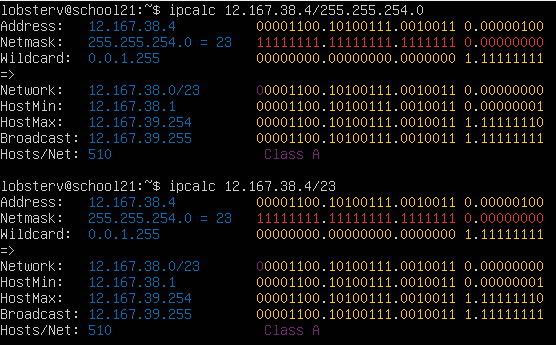 lobsterv@school21:~$ ipcalc 12.167.38.4/255.255.254.0
Address:   12.167.38.4          00001100.10100111.0010011 0.00000100
Netmask:   255.255.254.0 = 23   11111111.11111111.1111111 0.00000000
Wildcard:  0.0.1.255            00000000.00000000.0000000 1.11111111
=>
Network:   12.167.38.0/23       00001100.10100111.0010011 0.00000000
HostMin:   12.167.38.1          00001100.10100111.0010011 0.00000001
HostMax:   12.167.39.254        00001100.10100111.0010011 1.11111110
Broadcast: 12.167.39.255        00001100.10100111.0010011 1.11111111
Hosts/Net: 510                   Class A
lobsterv@school21:~$ ipcalc 12.167.38.4/23
Address:   12.167.38.4          00001100.10100111.0010011 0.00000100
Netmask:   255.255.254.0 = 23   11111111.11111111.1111111 0.00000000
Wildcard:  0.0.1.255            00000000.00000000.0000000 1.11111111
=>
Network:   12.167.38.0/23       00001100.10100111.0010011 0.00000000
HostMin:   12.167.38.1          00001100.10100111.0010011 0.00000001
HostMax:   12.167.39.254        00001100.10100111.0010011 1.11111110
Broadcast: 12.167.39.255        00001100.10100111.0010011 1.11111111
Hosts/Net: 510                   Class A